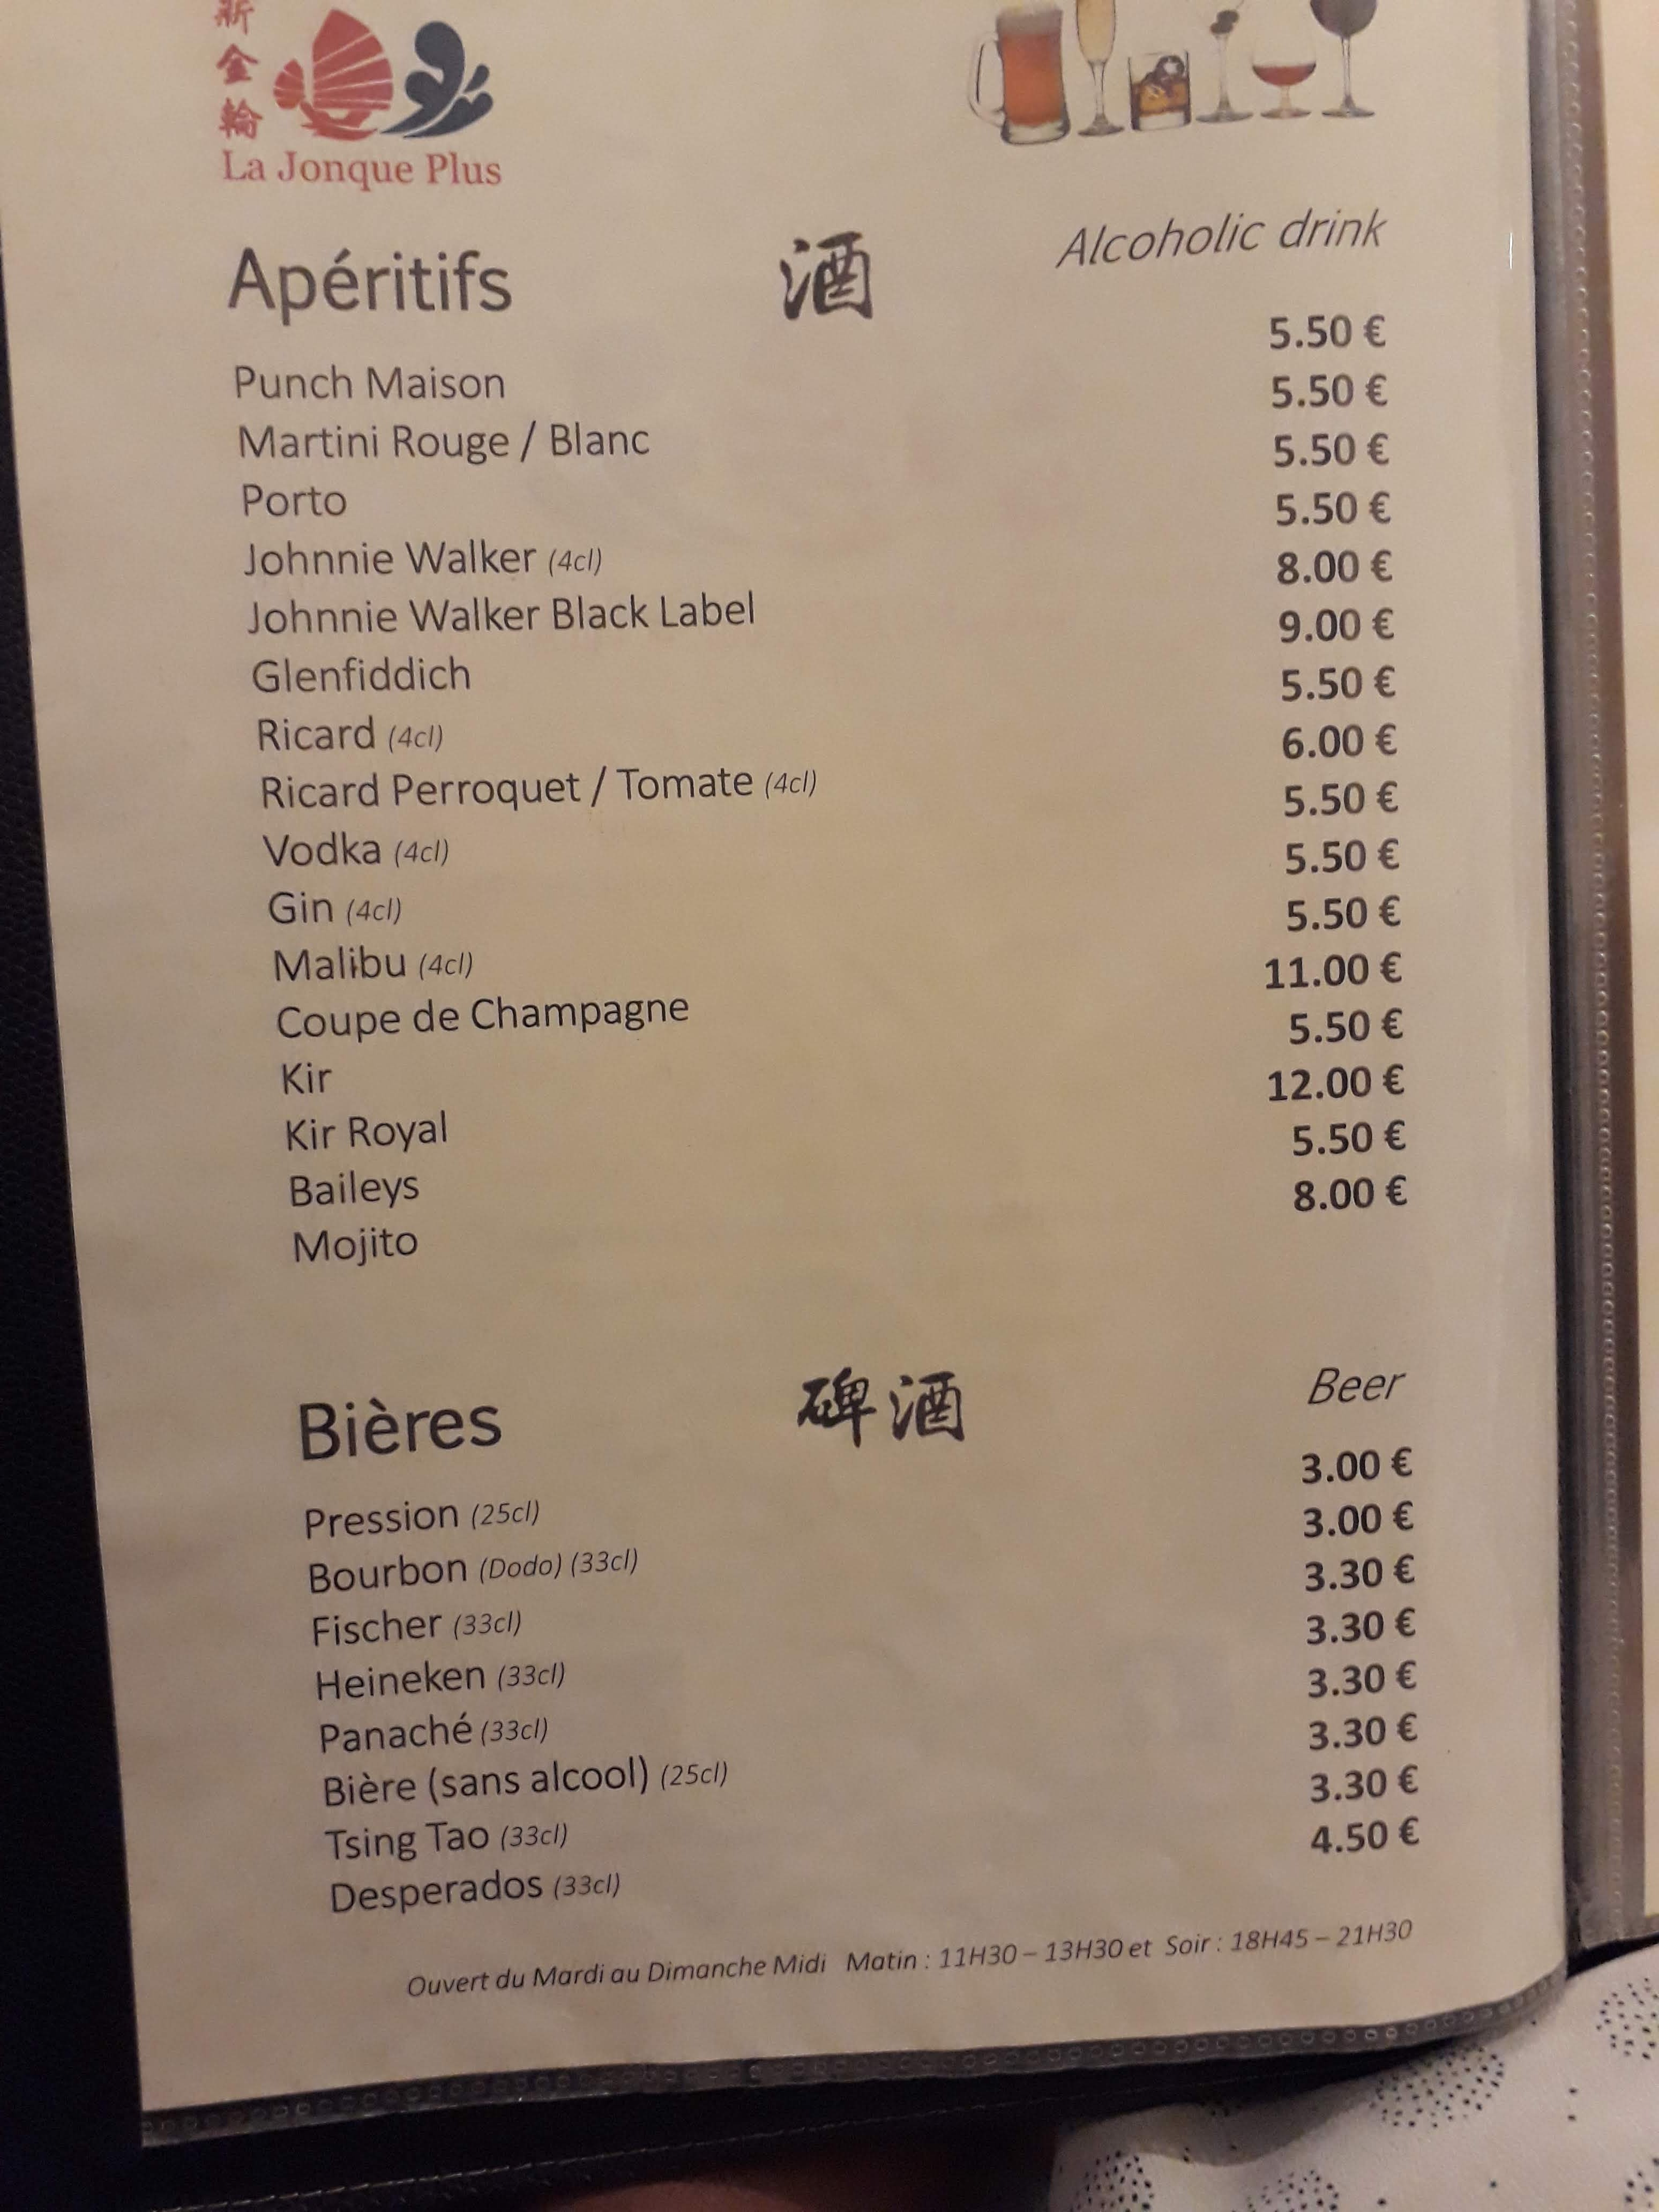 新
金
輪
La Jonque Plus
Apéritifs 酒 Alcoholic drink
Punch Maison 5.50 €
Martini Rouge / Blanc 5.50 €
Porto 5.50 €
Johnnie Walker (4cl) 5.50 €
Johnnie Walker Black Label 8.00 €
Glenfiddich 9.00 €
Ricard (4cl) 5.50 €
Ricard Perroquet / Tomate (4cl) 6.00 €
Vodka (4cl) 5.50 €
Gin (4cl) 5.50 €
Malibu (4cl) 5.50 €
Coupe de Champagne 11.00 €
Kir 5.50 €
Kir Royal 12.00 €
Baileys 5.50 €
Mojito 8.00 €
Bières 碑酒 Beer
Pression (25cl) 3.00 €
Bourbon (Dodo) (33cl) 3.00 €
Fischer (33cl) 3.30 €
Heineken (33cl) 3.30 €
Panaché (33cl) 3.30 €
Bière (sans alcool) (25cl) 3.30 €
Tsing Tao (33cl) 3.30 €
Desperados (33cl) 4.50 €
Ouvert du Mardi au Dimanche Midi Matin : 11H30 – 13H30 et Soir : 18H45 – 21H30